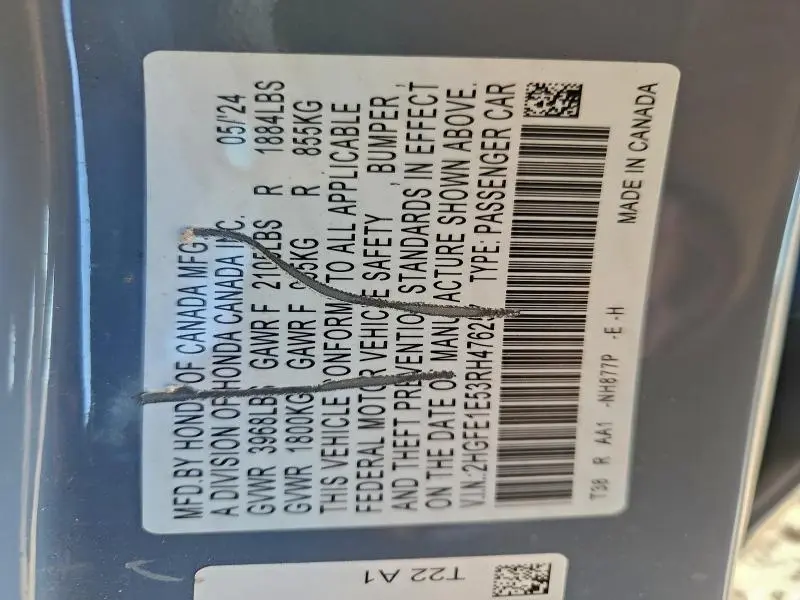 MFD.BY HONDA OF CANADA MFG., 05/'24
A DIVISION OF HONDA CANADA INC.
GVWR 3968LBS GAWR F 2105LBS R 1884LBS
GVWR 1800KG GAWR F 955KG R 855KG
THIS VEHICLE CONFORMS TO ALL APPLICABLE
FEDERAL MOTOR VEHICLE SAFETY , BUMPER,
AND THEFT PREVENTION STANDARDS IN EFFECT
ON THE DATE OF MANUFACTURE SHOWN ABOVE.
V.I.N.: TYPE: PASSENGER CAR
T38 R AA1 -NH877P -E -H MADE IN CANADA
T22 A1